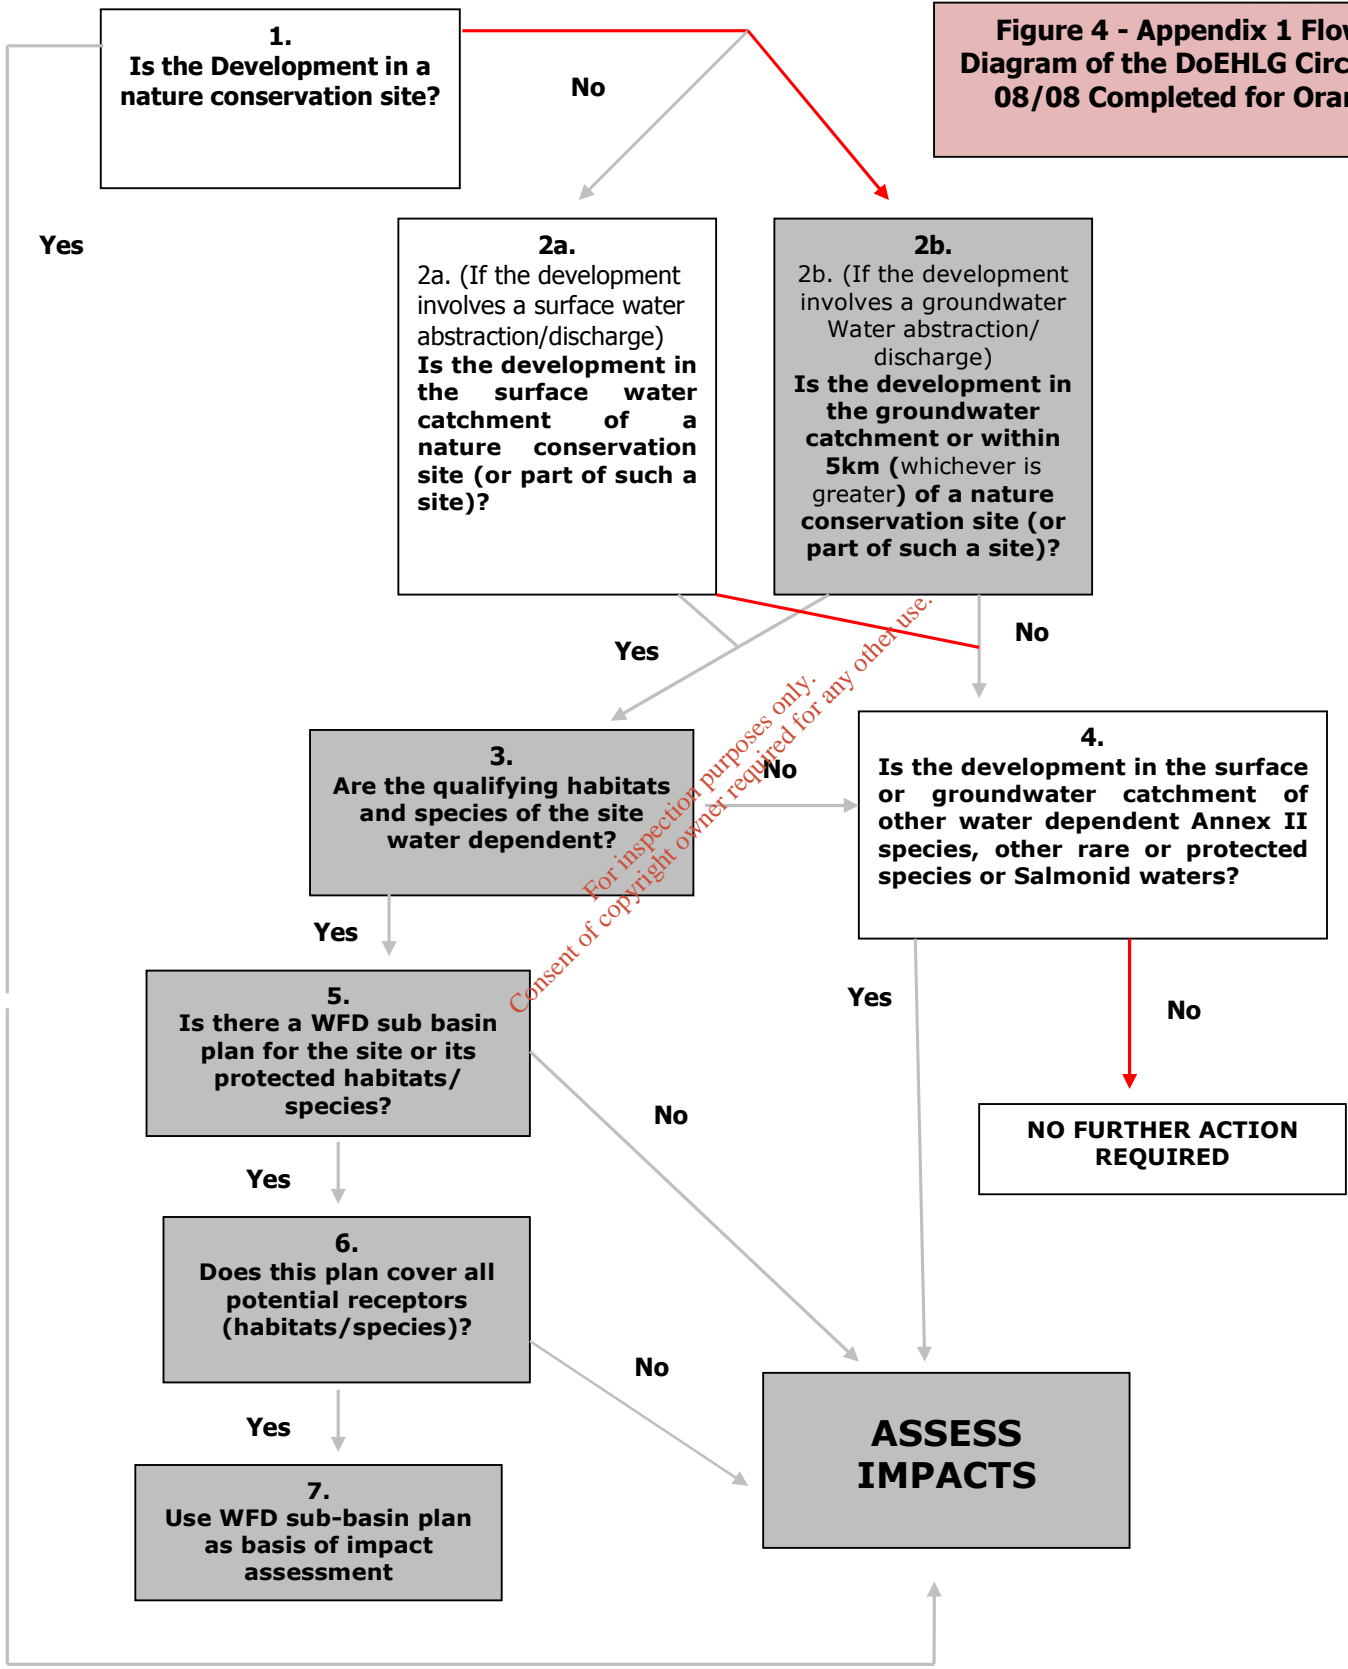 1.
Is the Development in a
nature conservation site?
Figure 4 - Appendix 1
Diagram of the DoEHLG
08/08 Completed for
No
Yes
2a.
2a. (If the development
involves a surface water
abstraction/discharge)
Is the development in
the surface water
catchment of a
nature conservation
site (or part of such a
site)?
2b.
2b. (If the development
involves a groundwater
Water abstraction/
discharge)
Is the development in
the groundwater
catchment or within
5km (whichever is
greater) of a nature
conservation site (or
part of such a site)?
Yes
No
For inspection purposes only.
Consent of copyright owner required for any other use.
3.
Are the qualifying habitats
and species of the site
water dependent?
No
4.
Is the development in the surface
or groundwater catchment of
other water dependent Annex II
species, other rare or protected
species or Salmonid waters?
Yes
5.
Is there a WFD sub basin
plan for the site or its
protected habitats/
species?
Yes
No
No
NO FURTHER ACTION
REQUIRED
Yes
6.
Does this plan cover all
potential receptors
(habitats/species)?
No
Yes
ASSESS
IMPACTS
7.
Use WFD sub-basin plan
as basis of impact
assessment